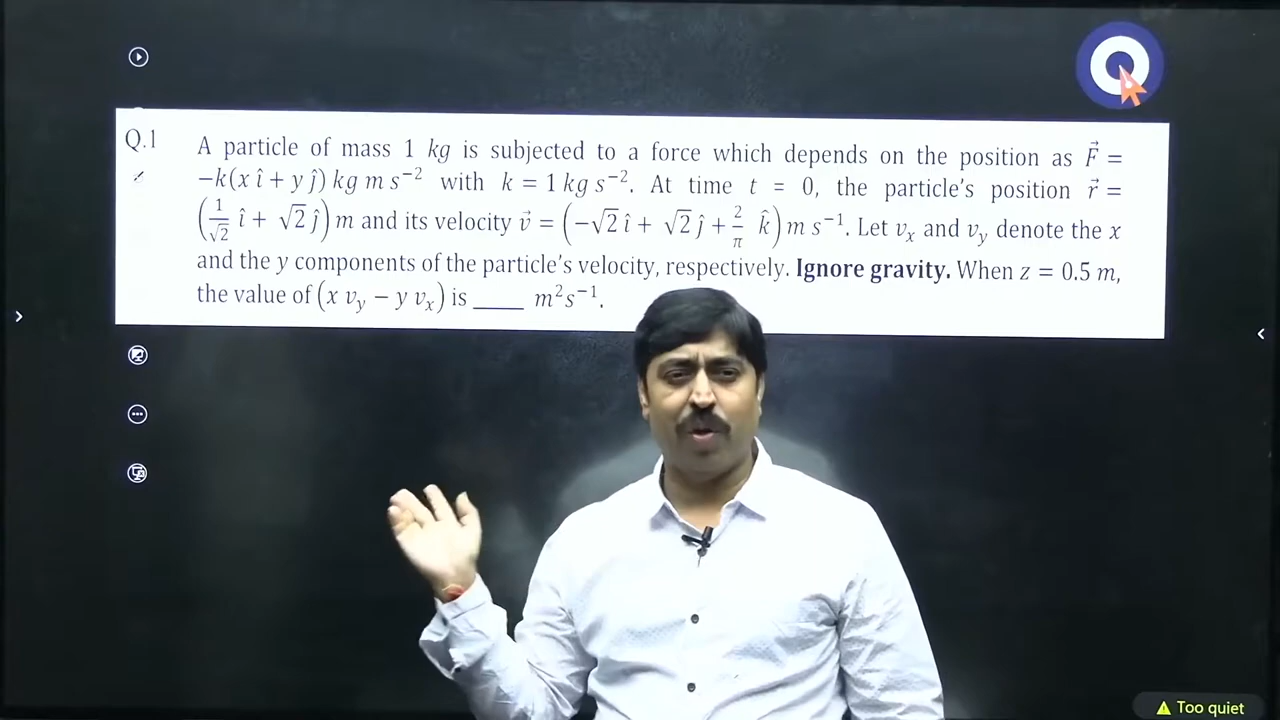 Q.1 A particle of mass 1 kg is subjected to a force which depends on the position as F⃗ =
−k(x î + y ĵ) kg m s⁻² with k = 1 kg s⁻². At time t = 0, the particle's position r⃗ =
(1/√2 î + √2 ĵ) m and its velocity v⃗ = (−√2 î + √2 ĵ + 2/π k̂) m s⁻¹. Let vₓ and v_y denote the x
and the y components of the particle's velocity, respectively. Ignore gravity. When z = 0.5 m,
the value of (x v_y − y vₓ) is ____ m²s⁻¹.
Too quiet